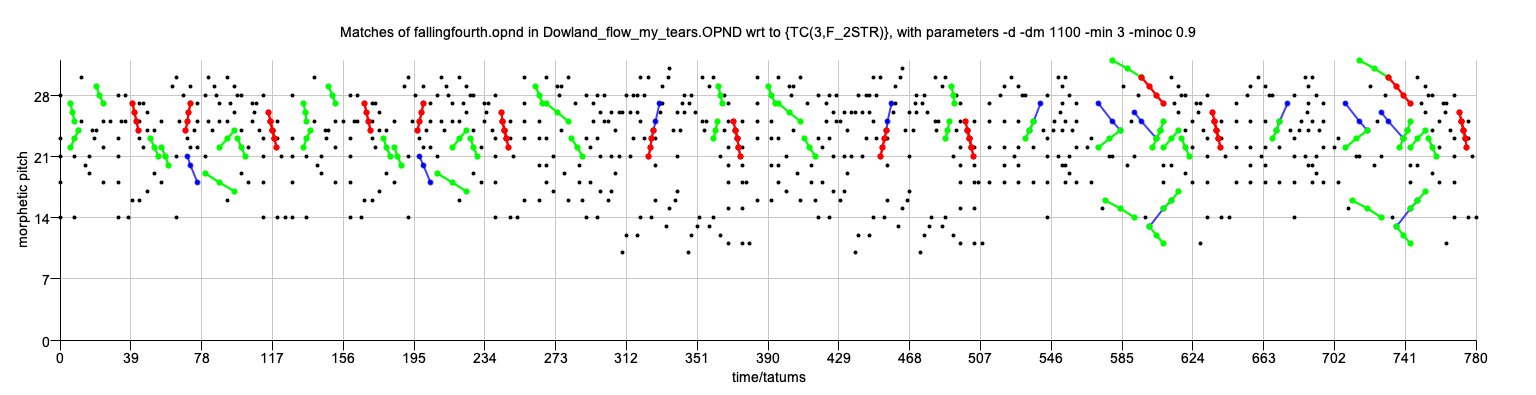 Matches of fallingfourth.opnd in Dowland_flow_my_tears.OPND wrt to {TC(3,F_2STR)}, with parameters -d -dm 1100 -min 3 -minoc 0.9
morphetic pitch
28
21
14
7
0
0 39 78 117 156 195 234 273 312 351 390 429 468 507 546 585 624 663 702 741 780
time/tatums